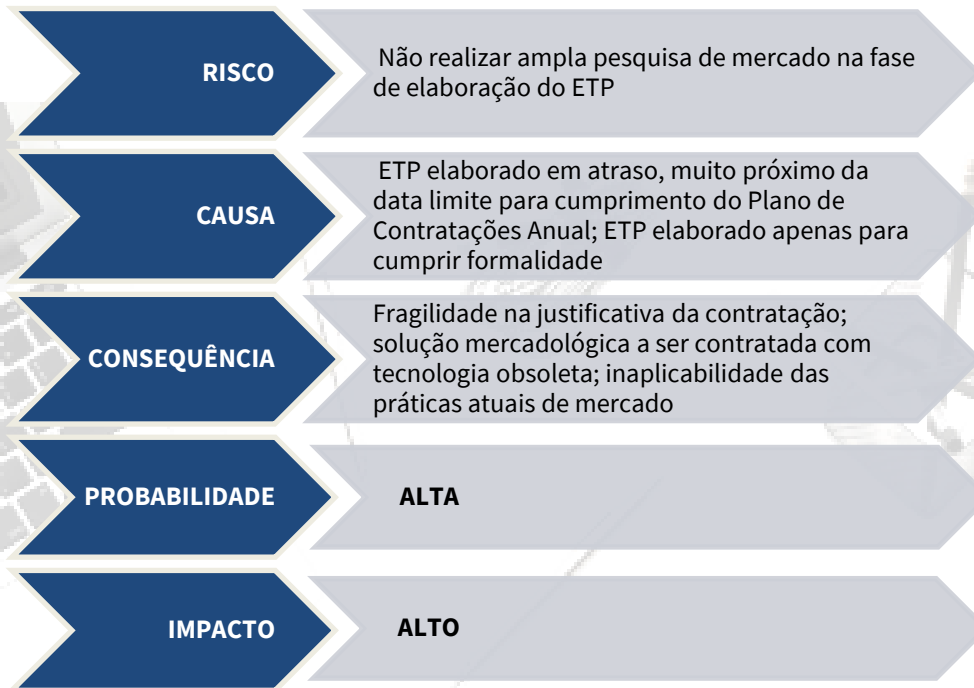 RISCO
Não realizar ampla pesquisa de mercado na fase
de elaboração do ETP
CAUSA
ETP elaborado em atraso, muito próximo da
data limite para cumprimento do Plano de
Contratações Anual; ETP elaborado apenas para
cumprir formalidade
CONSEQUÊNCIA
Fragilidade na justificativa da contratação;
solução mercadológica a ser contratada com
tecnologia obsoleta; inaplicabilidade das
práticas atuais de mercado
PROBABILIDADE
ALTA
IMPACTO
ALTO